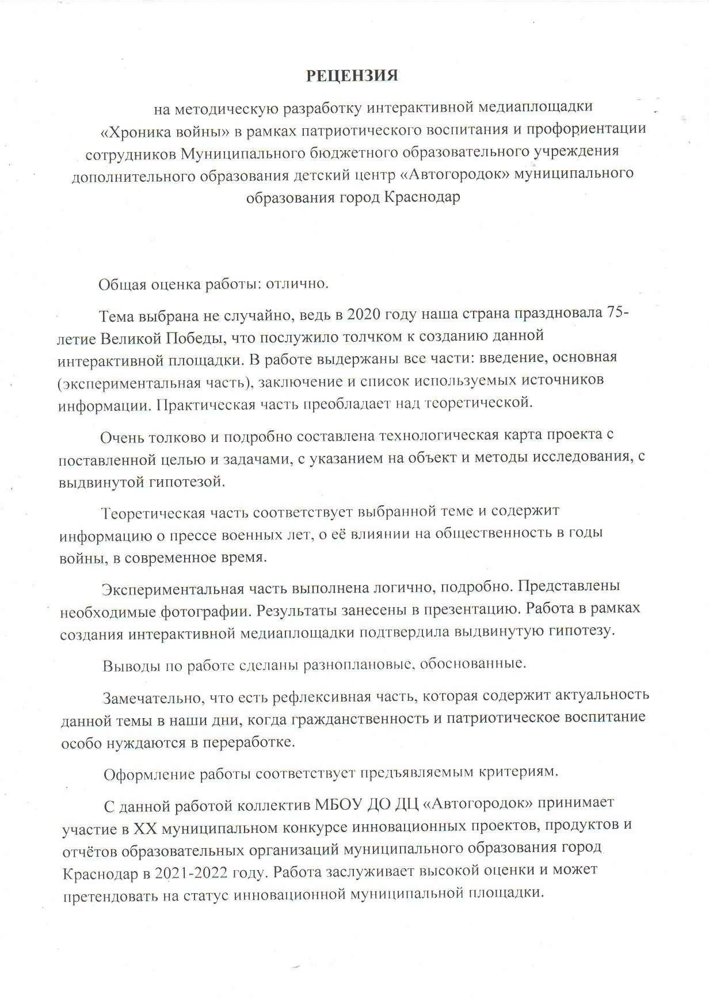 РЕЦЕНЗИЯ
на методическую разработку интерактивной медиаплощадки
«Хроника войны» в рамках патриотического воспитания и профориентации
сотрудников Муниципального бюджетного образовательного учреждения
дополнительного образования детский центр «Автогородок» муниципального
образования город Краснодар
Общая оценка работы: отлично.
Тема выбрана не случайно, ведь в 2020 году наша страна праздновала 75-
летие Великой Победы, что послужило толчком к созданию данной
интерактивной площадки. В работе выдержаны все части: введение, основная
(экспериментальная часть), заключение и список используемых источников
информации. Практическая часть преобладает над теоретической.
Очень толково и подробно составлена технологическая карта проекта с
поставленной целью и задачами, с указанием на объект и методы исследования, с
выдвинутой гипотезой.
Теоретическая часть соответствует выбранной теме и содержит
информацию о прессе военных лет, о её влиянии на общественность в годы
войны, в современное время.
Экспериментальная часть выполнена логично, подробно. Представлены
необходимые фотографии. Результаты занесены в презентацию. Работа в рамках
создания интерактивной медиаплощадки подтвердила выдвинутую гипотезу.
Выводы по работе сделаны разноплановые, обоснованные.
Замечательно, что есть рефлексивная часть, которая содержит актуальность
данной темы в наши дни, когда гражданственность и патриотическое воспитание
особо нуждаются в переработке.
Оформление работы соответствует предъявляемым критериям.
С данной работой коллектив МБОУ ДО ДЦ «Автогородок» принимает
участие в XX муниципальном конкурсе инновационных проектов, продуктов и
отчётов образовательных организаций муниципального образования город
Краснодар в 2021-2022 году. Работа заслуживает высокой оценки и может
претендовать на статус инновационной муниципальной площадки.